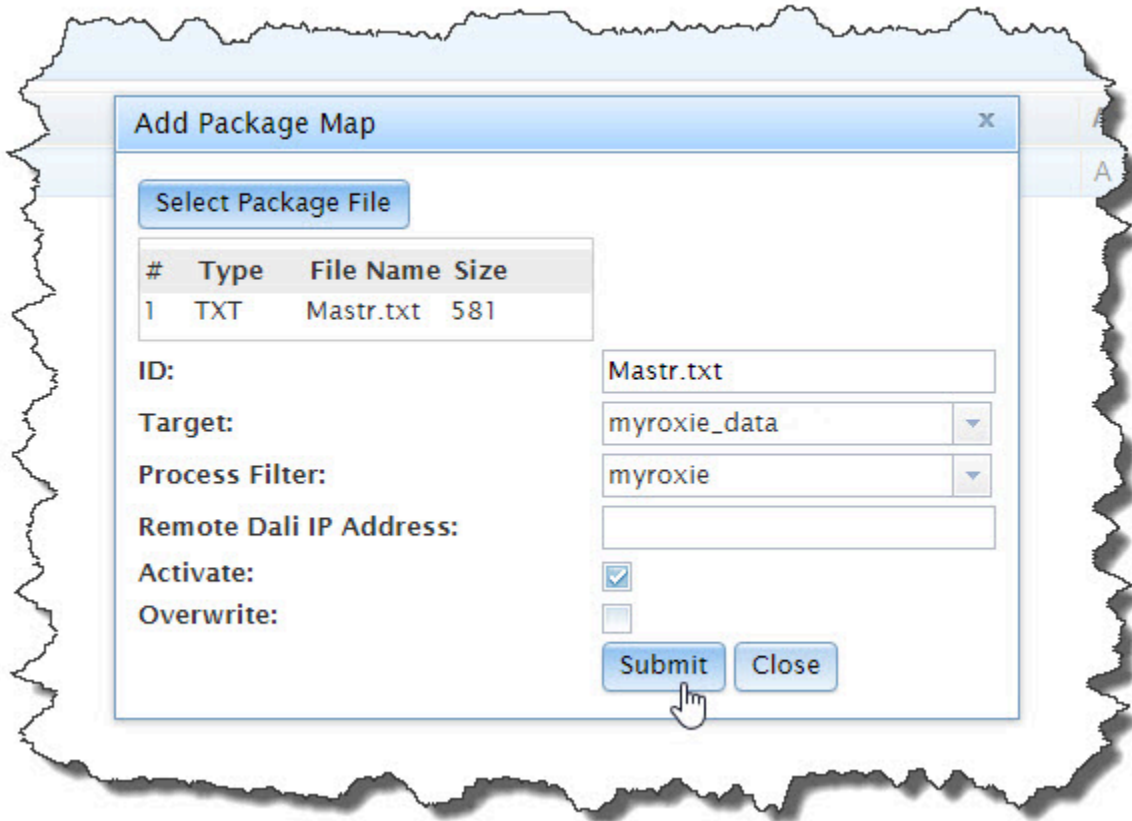 Add Package Map x
A
A
Select Package File
# Type File Name Size
1 TXT Mastr.txt 581
ID: Mastr.txt
Target: myroxie_data
Process Filter: myroxie
Remote Dali IP Address:
Activate:
Overwrite:
Submit Close